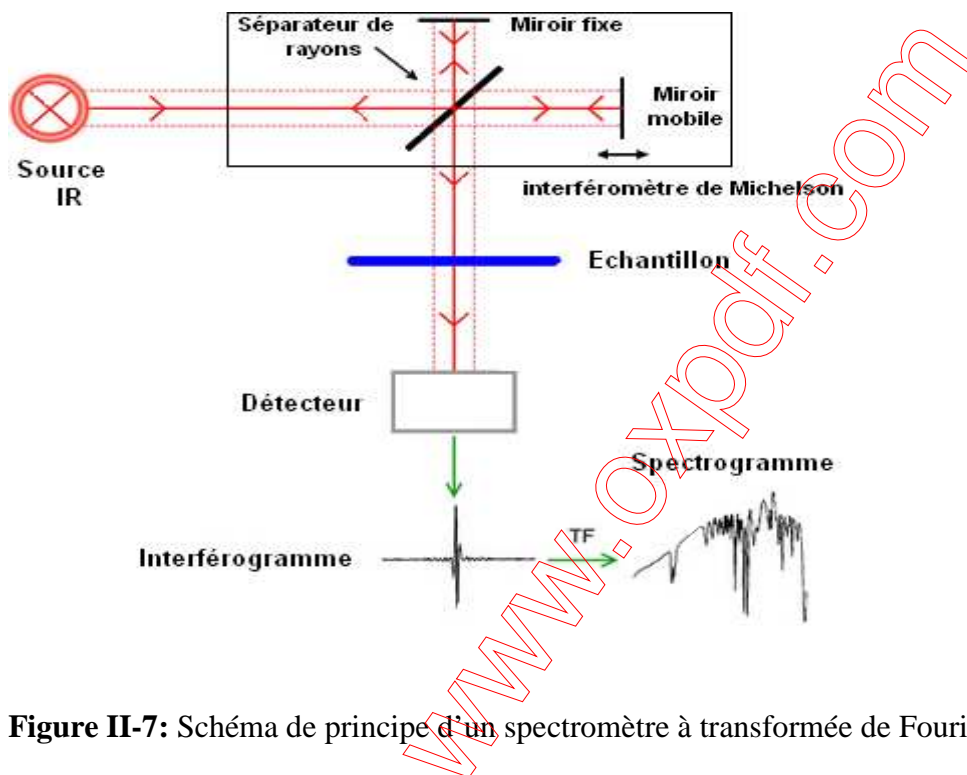 Séparateur de
rayons
Miroir fixe
Miroir
mobile
Source
IR
interféromètre de Michelson
Echantillon
Détecteur
Spectrogramme
Interférogramme
TF
www.oxpdf.com
Figure II-7: Schéma de principe d'un spectromètre à transformée de Fouri